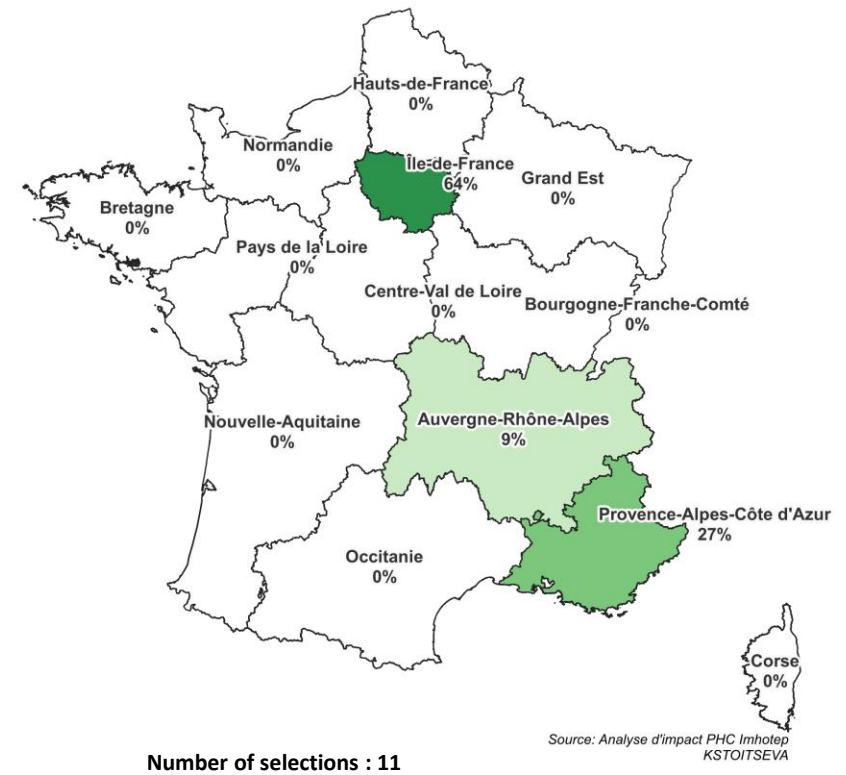 Hauts-de-France
0%
Normandie
0%
Île-de-France
64%
Grand Est
0%
Bretagne
0%
Pays de la Loire
0%
Centre-Val de Loire
0%
Bourgogne-Franche-Comté
0%
Nouvelle-Aquitaine
0%
Auvergne-Rhône-Alpes
9%
Provence-Alpes-Côte d'Azur
27%
Occitanie
0%
Corse
0%
Source: Analyse d'impact PHC Imhotep
KSTOITSEVA
Number of selections : 11